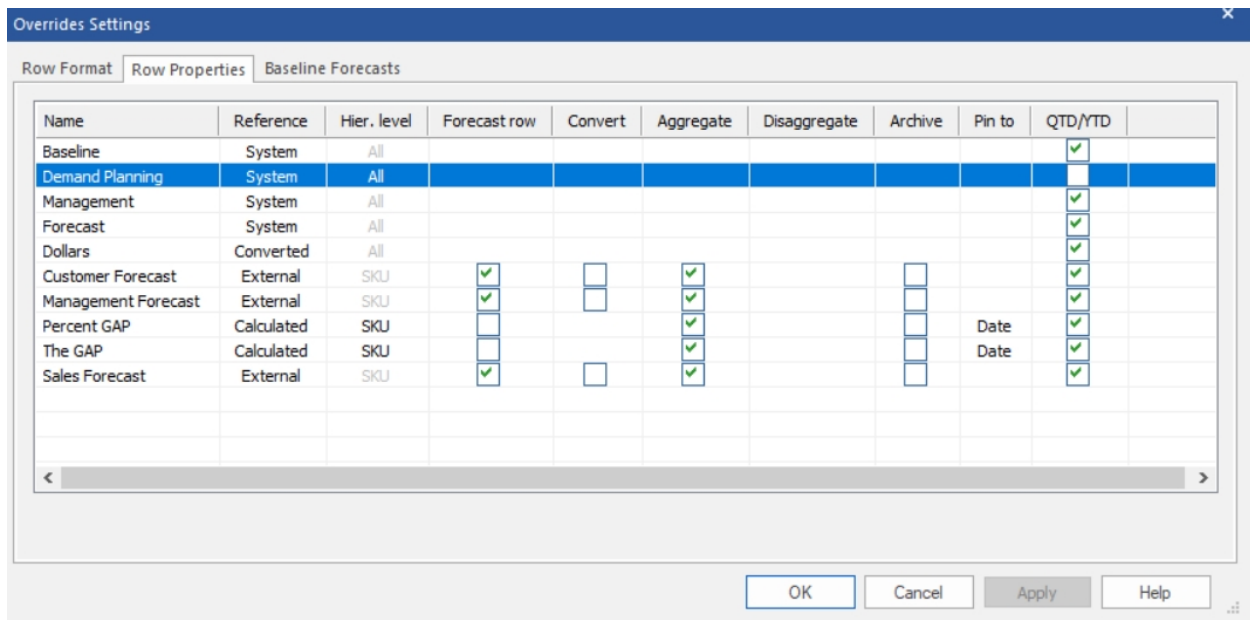 Overrides Settings
Row Format Row Properties Baseline Forecasts
Name Reference Hier. level Forecast row Convert Aggregate Disaggregate Archive Pin to QTD/YTD
Baseline System All
Demand Planning System All
Management System All
Forecast System All
Dollars Converted All
Customer Forecast External SKU
Management Forecast External SKU
Percent GAP Calculated SKU Date
The GAP Calculated SKU Date
Sales Forecast External SKU
OK Cancel Apply Help